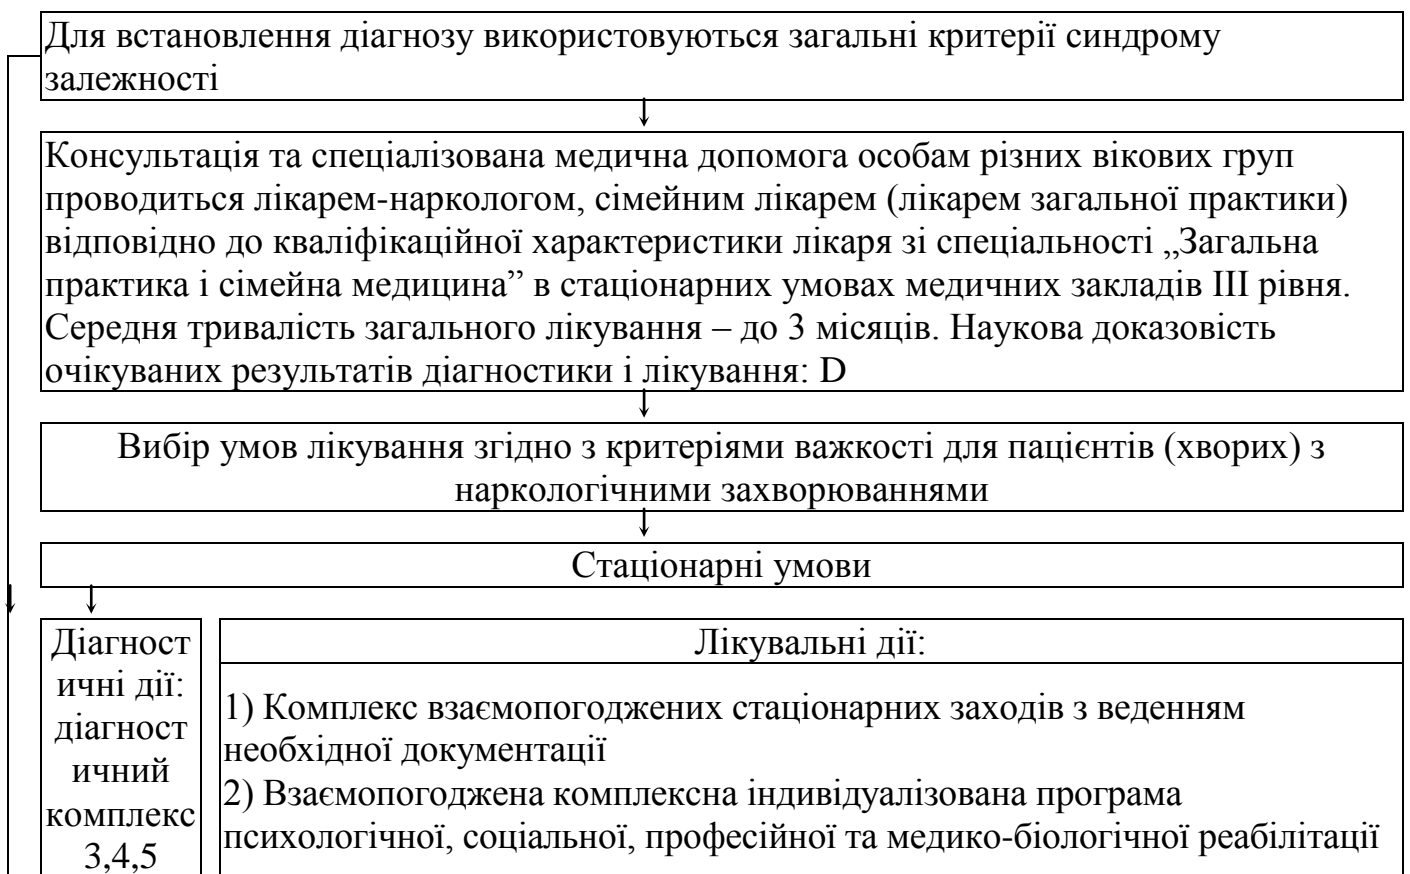 Для встановлення діагнозу використовуються загальні критерії синдрому
залежності
Консультація та спеціалізована медична допомога особам різних вікових груп
проводиться лікарем-наркологом, сімейним лікарем (лікарем загальної практики)
відповідно до кваліфікаційної характеристики лікаря зі спеціальності „Загальна
практика і сімейна медицина” в стаціонарних умовах медичних закладів III рівня.
Середня тривалість загального лікування – до 3 місяців. Наукова доказовість
очікуваних результатів діагностики і лікування: D
Вибір умов лікування згідно з критеріями важкості для пацієнтів (хворих) з
наркологічними захворюваннями
Стаціонарні умови
Діагност
ичні дії:
діагност
ичний
комплекс
3,4,5
Лікувальні дії:
1) Комплекс взаємопогоджених стаціонарних заходів з веденням
необхідної документації
2) Взаємопогоджена комплексна індивідуалізована програма
психологічної, соціальної, професійної та медико-біологічної реабілітації